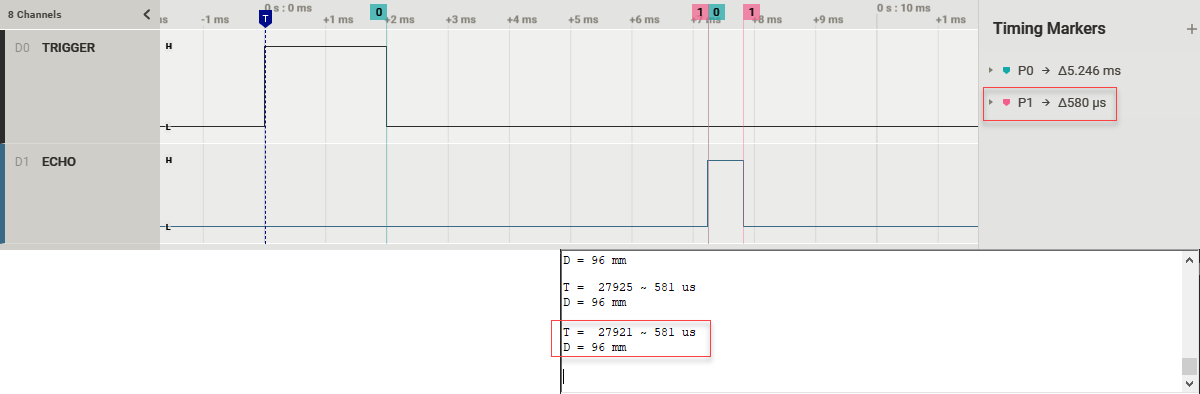 8 Channels
0 s : 0 ms
0 s : 10 ms
ms
-1 ms
T
+1 ms
0
+2 ms
+3 ms
+4 ms
+5 ms
0
+6 ms
1
0
+7 ms
1
+8 ms
+9 ms
+1 ms
Timing Markers
+
D0 TRIGGER
H
L
P0 → Δ5.246 ms
P1 → Δ580 µs
D1 ECHO
H
L
D = 96 mm
T =  27925 ~ 581 us
D = 96 mm
T =  27921 ~ 581 us
D = 96 mm